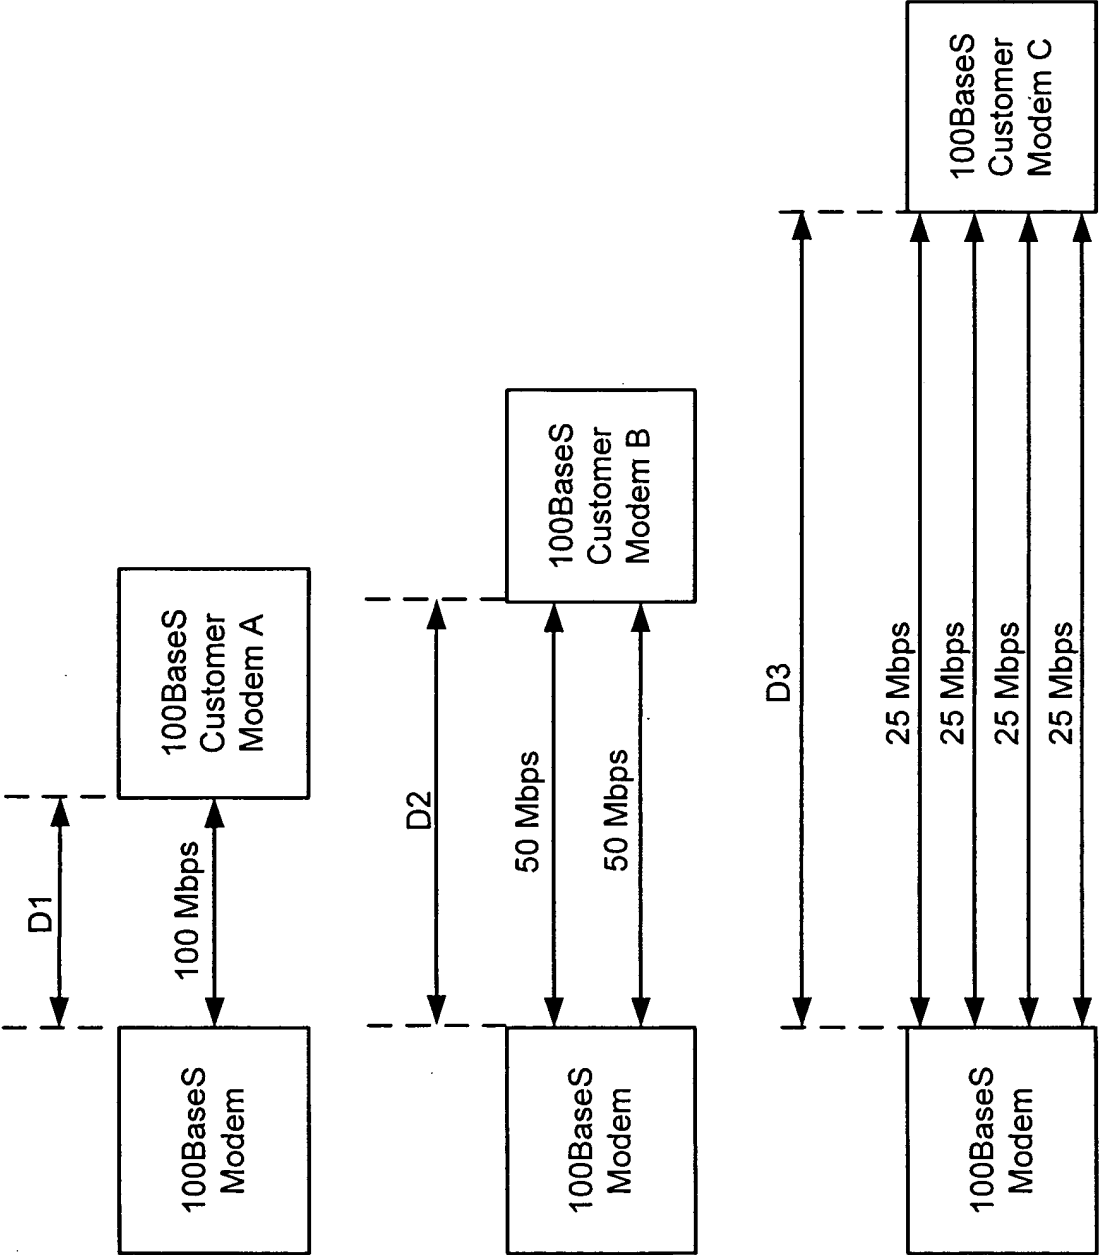 D1
100BaseS
Modem
100 Mbps
100BaseS
Customer
Modem A
D2
100BaseS
Modem
50 Mbps
50 Mbps
100BaseS
Customer
Modem B
D3
100BaseS
Modem
25 Mbps
25 Mbps
25 Mbps
25 Mbps
100BaseS
Customer
Modem C